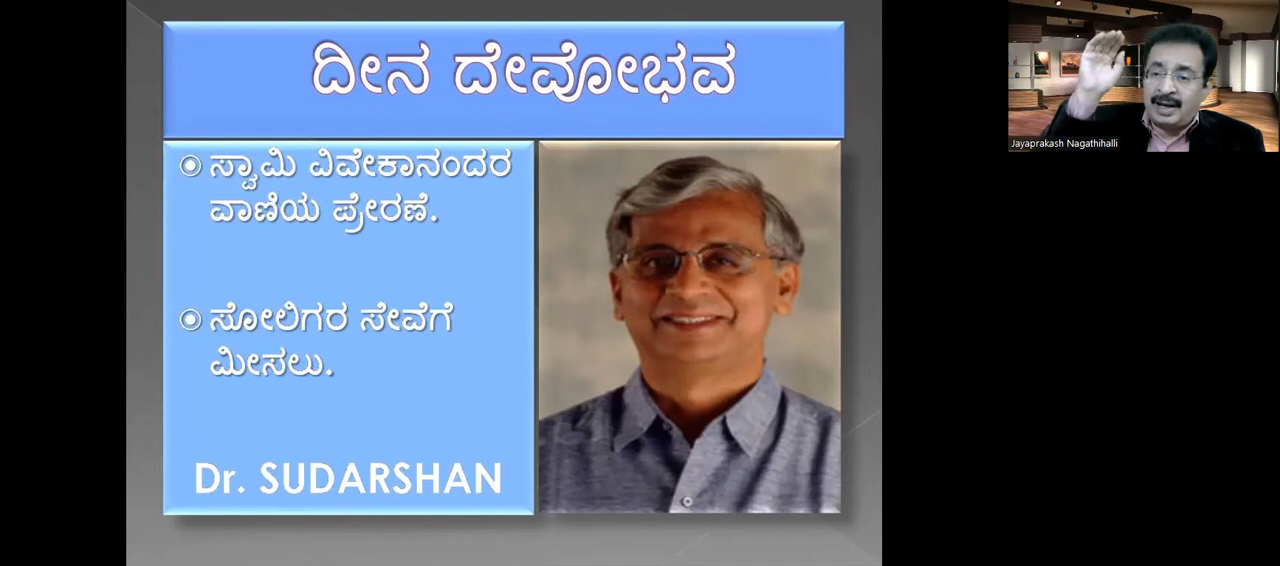 ದೀನ ದೇವೋಭವ
ಸ್ವಾಮಿ ವಿವೇಕಾನಂದರ
ವಾಣಿಯ ಪ್ರೇರಣೆ.
ಸೋಲಿಗರ ಸೇವೆಗೆ
ಮೀಸಲು.
Dr. SUDARSHAN
Jayaprakash Nagathihalli